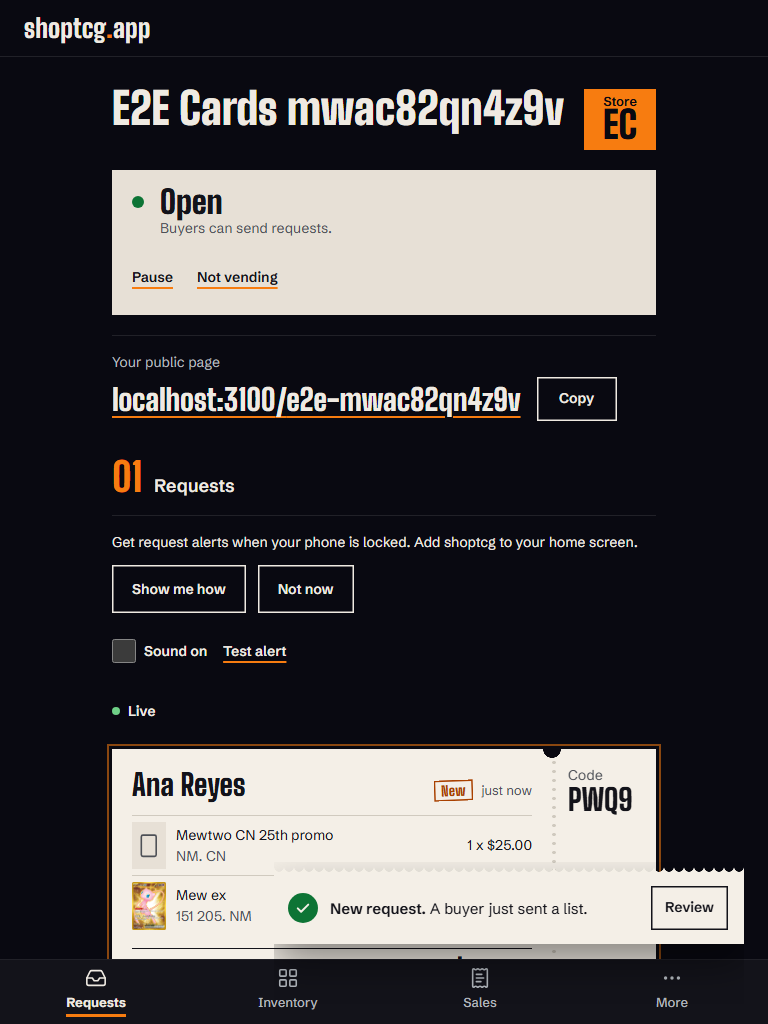 shoptcg.app
E2E Cards mwac82qn4z9v
Store
EC
Open
Buyers can send requests.
Pause
Not vending
Your public page
localhost:3100/e2e-mwac82qn4z9v
Copy
01 Requests
Get request alerts when your phone is locked. Add shoptcg to your home screen.
Show me how
Not now
Sound on
Test alert
Live
Ana Reyes
New
just now
Code
PWQ9
Mewtwo CN 25th promo
NM. CN
1 x $25.00
Mew ex
151 205. NM
New request. A buyer just sent a list.
Review
Requests
Inventory
Sales
More